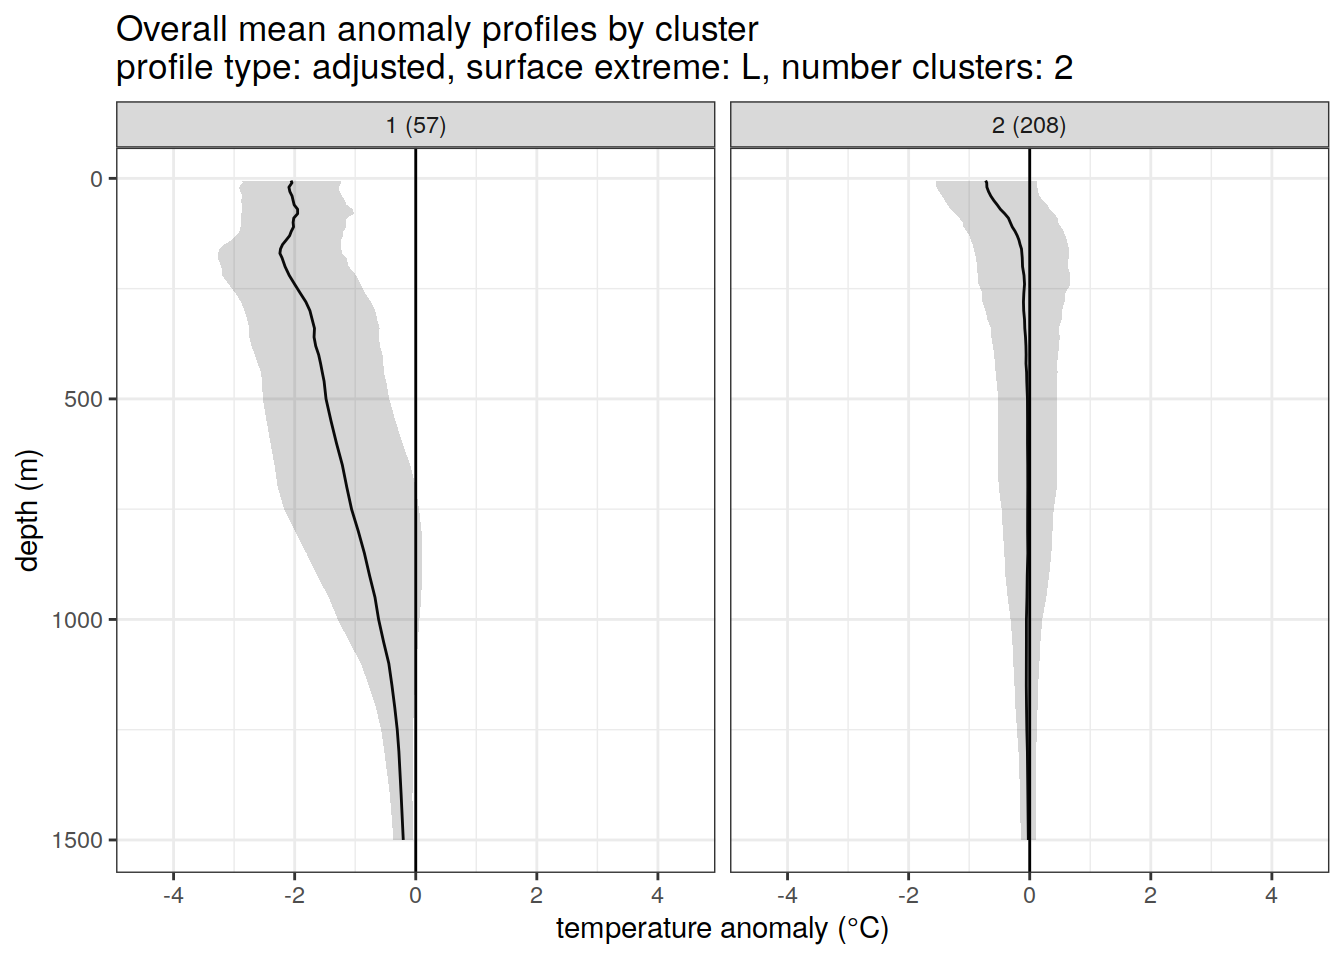 Overall mean anomaly profiles by cluster
profile type: adjusted, surface extreme: L, number clusters: 2
1 (57)
2 (208)
0
500
1000
1500
depth (m)
-4 -2 0 2 4
-4 -2 0 2 4
temperature anomaly (°C)